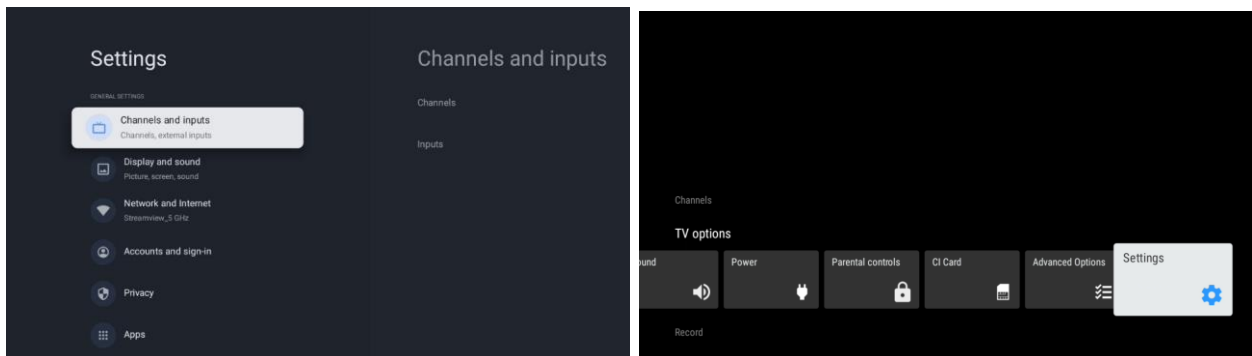 Settings
GENERAL SETTINGS
Channels and inputs
Channels, external inputs
Display and sound
Picture, screen, sound
Network and Internet
Streamview_5 GHz
Accounts and sign-in
Privacy
Apps
Channels and inputs
Channels
Inputs
Channels
TV options
ound
Power
Parental controls
CI Card
Advanced Options
Settings
Record